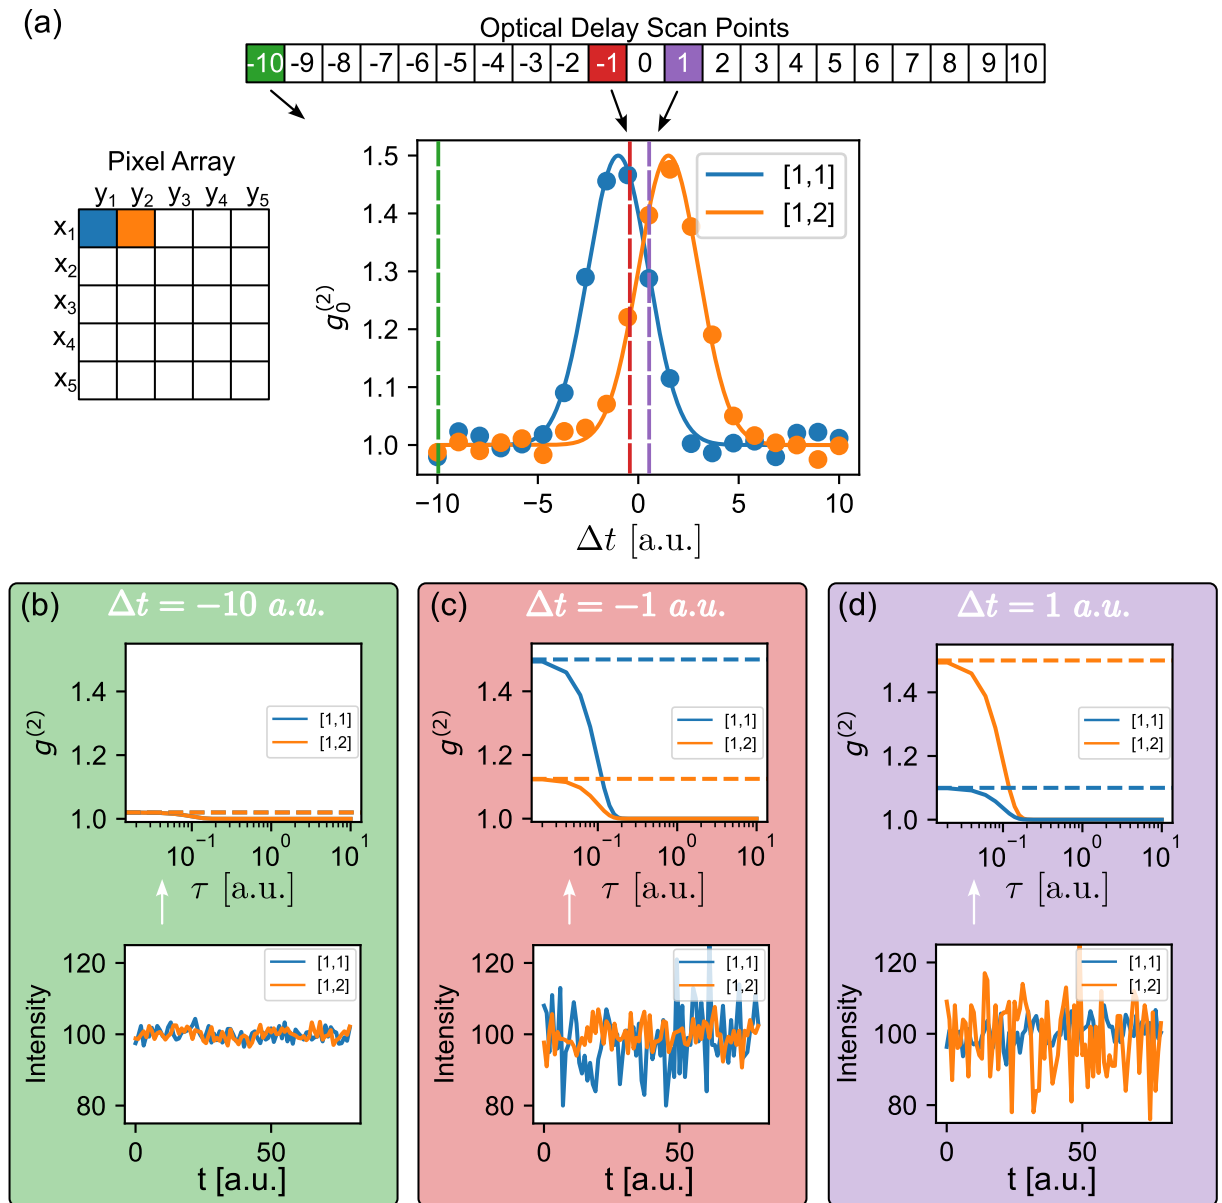 (a)
Optical Delay Scan Points
-10 -9 -8 -7 -6 -5 -4 -3 -2 -1 0 1 2 3 4 5 6 7 8 9 10
Pixel Array
y1 y2 y3 y4 y5
x1
x2
x3
x4
x5
1.5
1.4
1.3
1.2
1.1
1.0
g0(2)
[1,1]
[1,2]
−10 −5 0 5 10
Δt [a.u.]
(b) Δt = −10 a.u.
1.4
1.2
1.0
g(2)
[1,1]
[1,2]
10−1 100 101
τ [a.u.]
120
100
80
Intensity
[1,1]
[1,2]
0 50
t [a.u.]
(c) Δt = −1 a.u.
1.4
1.2
1.0
g(2)
[1,1]
[1,2]
10−1 100 101
τ [a.u.]
120
100
80
Intensity
[1,1]
[1,2]
0 50
t [a.u.]
(d) Δt = 1 a.u.
1.4
1.2
1.0
g(2)
[1,1]
[1,2]
10−1 100 101
τ [a.u.]
120
100
80
Intensity
[1,1]
[1,2]
0 50
t [a.u.]